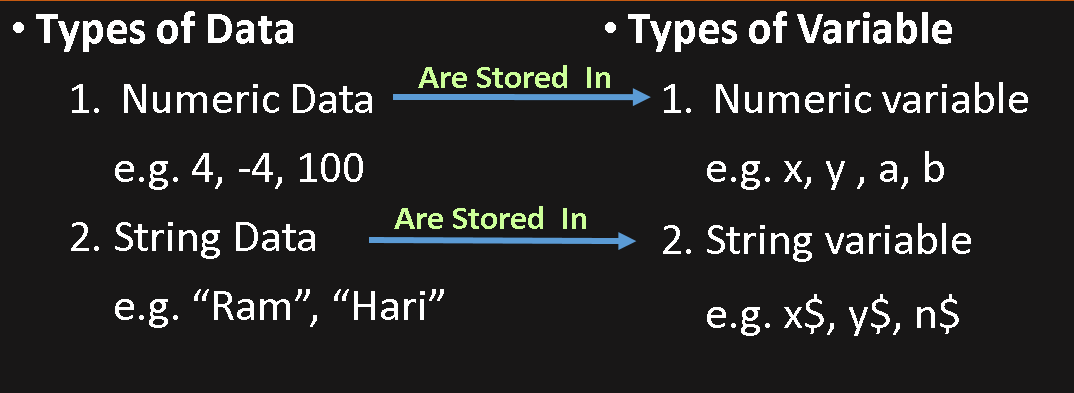 • Types of Data
• Types of Variable
1. Numeric Data
Are Stored In
1. Numeric variable
e.g. 4, -4, 100
e.g. x, y , a, b
2. String Data
Are Stored In
2. String variable
e.g. “Ram”, “Hari”
e.g. x$, y$, n$